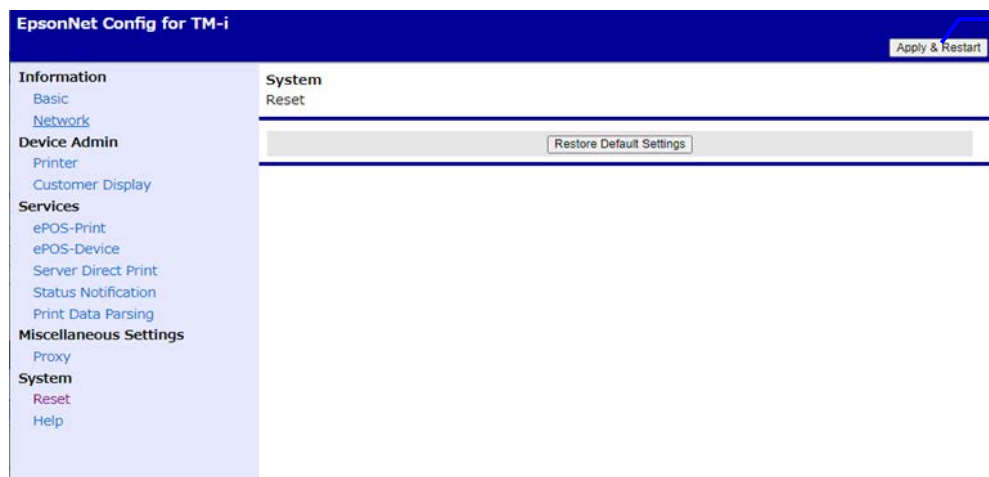 EpsonNet Config for TM-i
Apply & Restart
Information
Basic
Network
Device Admin
Printer
Customer Display
Services
ePOS-Print
ePOS-Device
Server Direct Print
Status Notification
Print Data Parsing
Miscellaneous Settings
Proxy
System
Reset
Help
System
Reset
Restore Default Settings